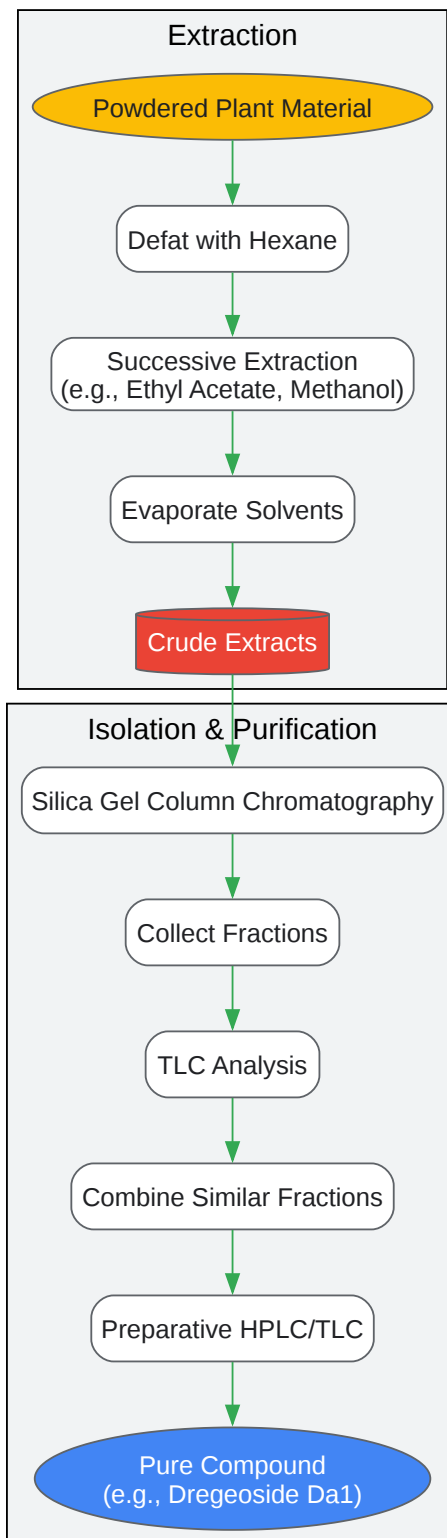 Extraction
Powdered Plant Material
Defat with Hexane
Successive Extraction
(e.g., Ethyl Acetate, Methanol)
Evaporate Solvents
Crude Extracts
Isolation & Purification
Silica Gel Column Chromatography
Collect Fractions
TLC Analysis
Combine Similar Fractions
Preparative HPLC/TLC
Pure Compound
(e.g., Dregeoside Da1)